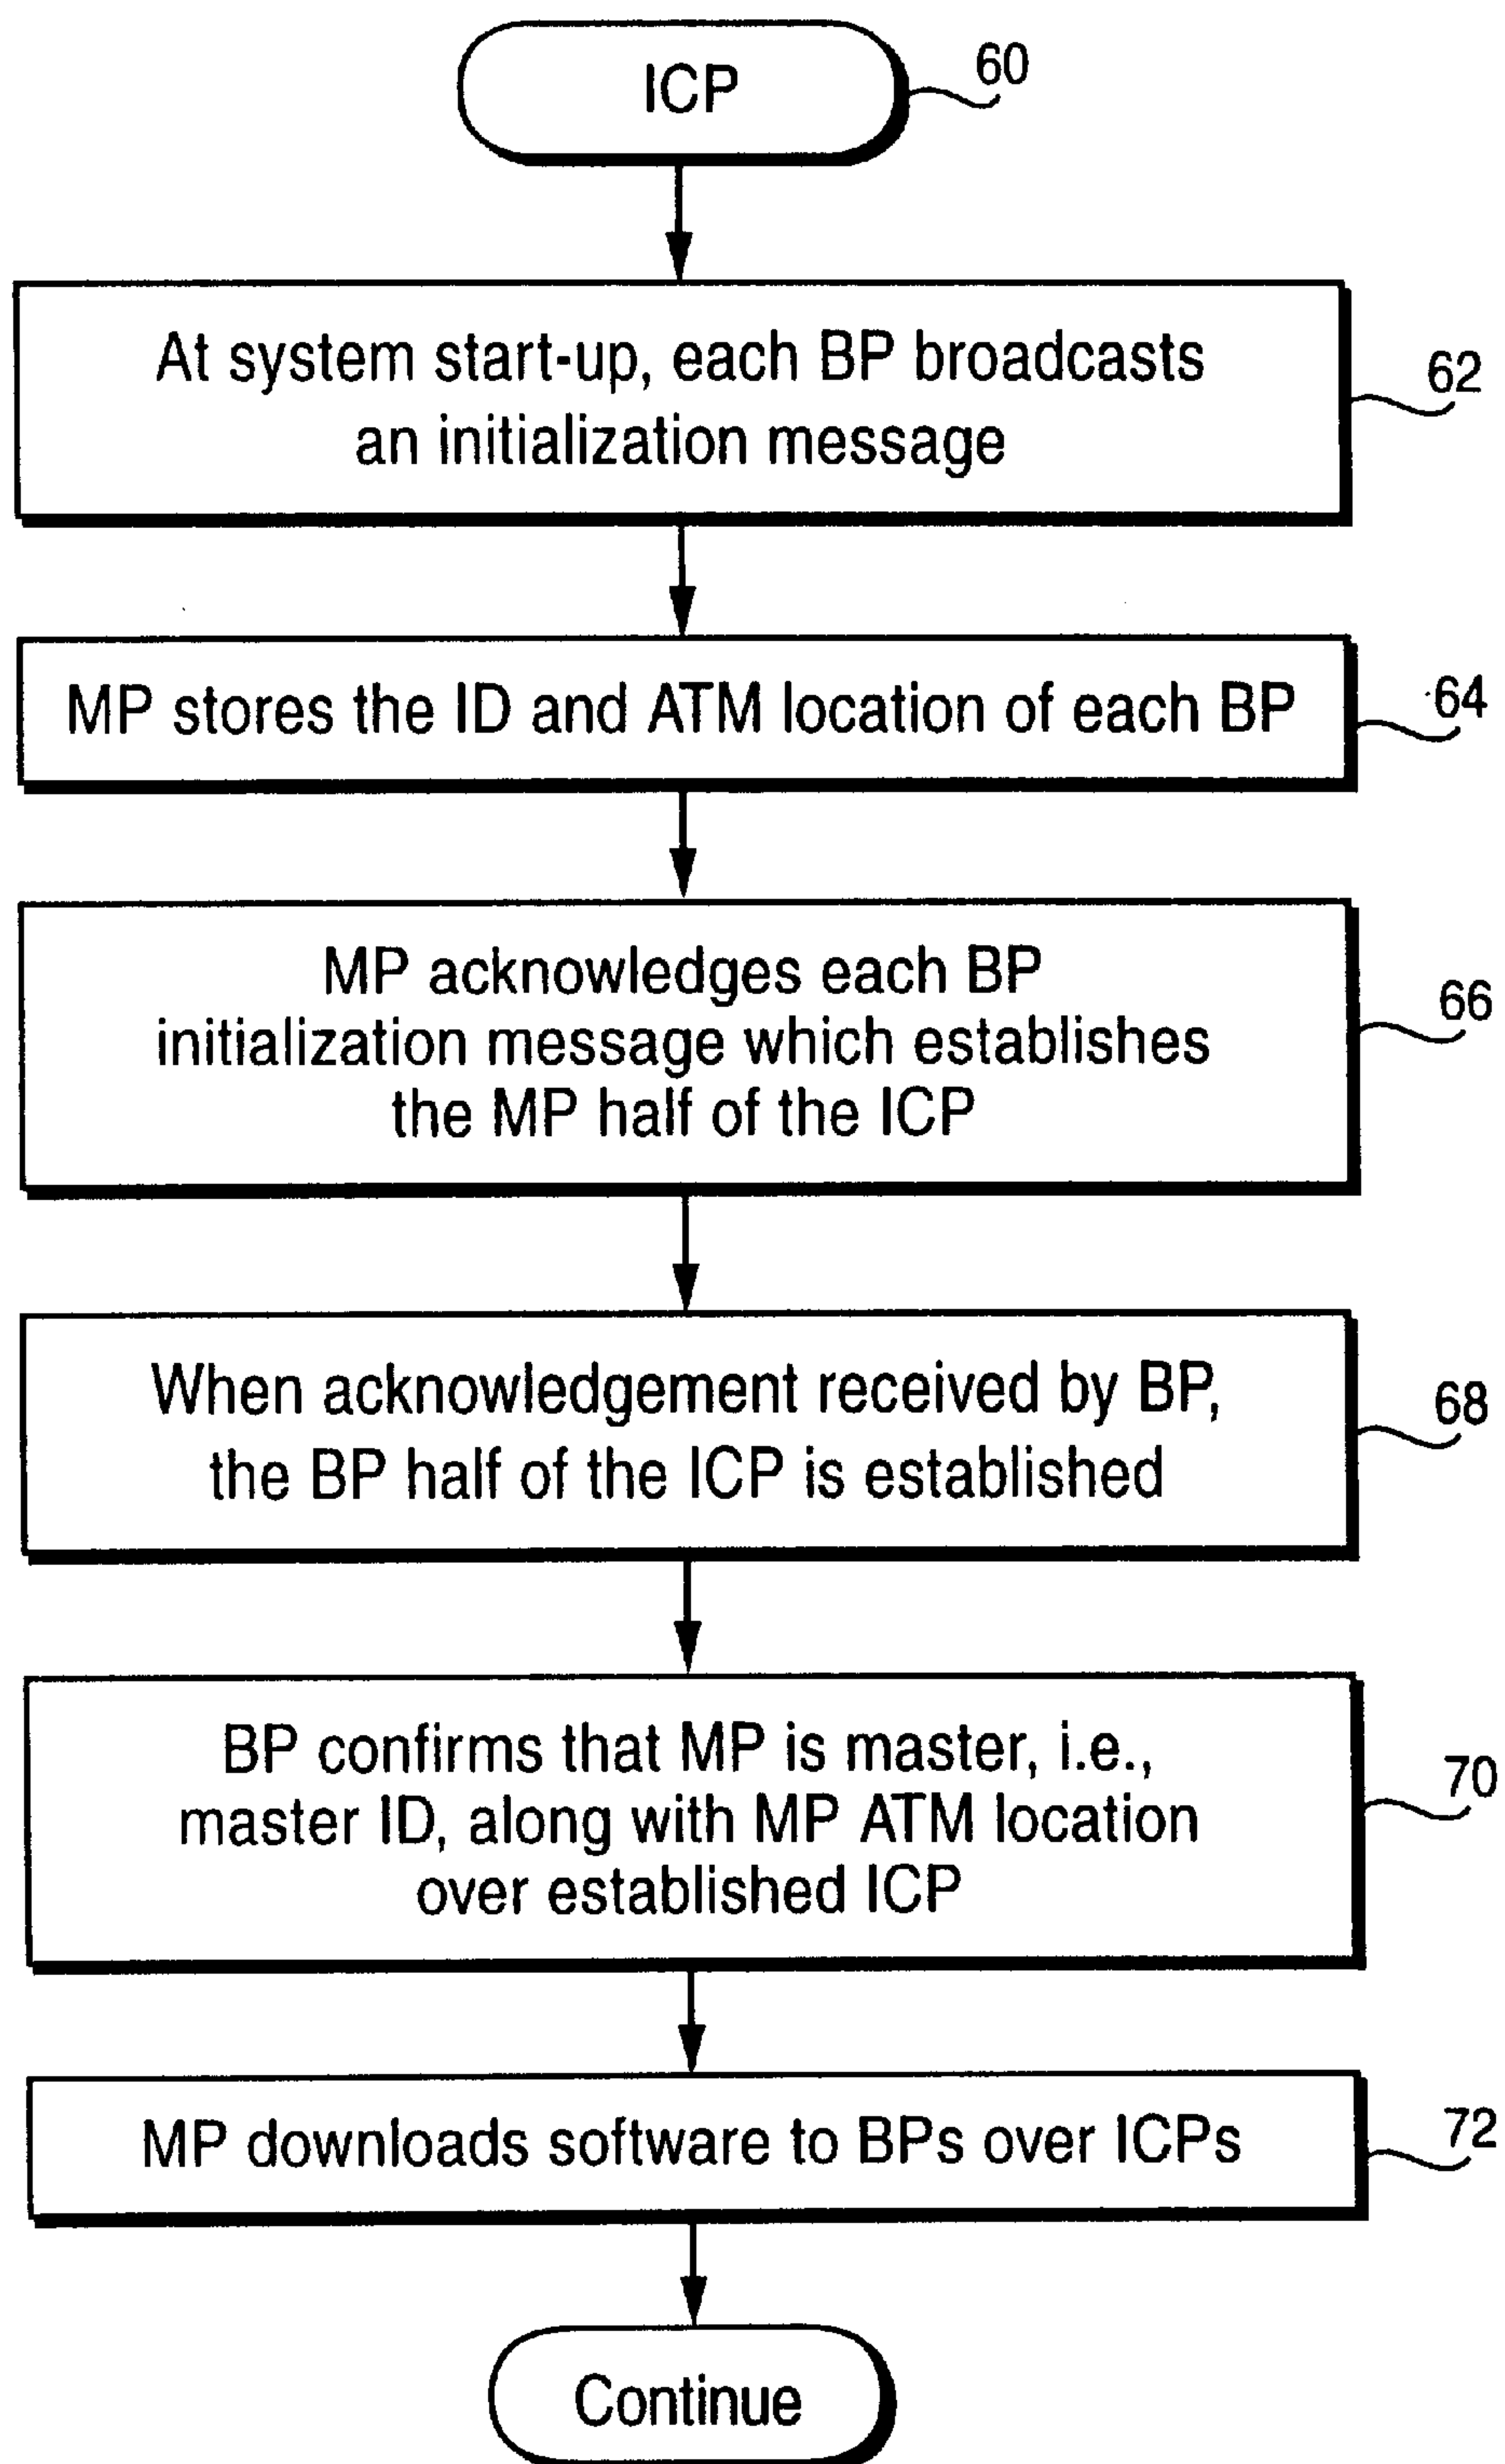 ICP
60
At system start-up, each BP broadcasts
an initialization message
62
MP stores the ID and ATM location of each BP
64
MP acknowledges each BP
initialization message which establishes
the MP half of the ICP
66
When acknowledgement received by BP,
the BP half of the ICP is established
68
BP confirms that MP is master, i.e.,
master ID, along with MP ATM location
over established ICP
70
MP downloads software to BPs over ICPs
72
Continue